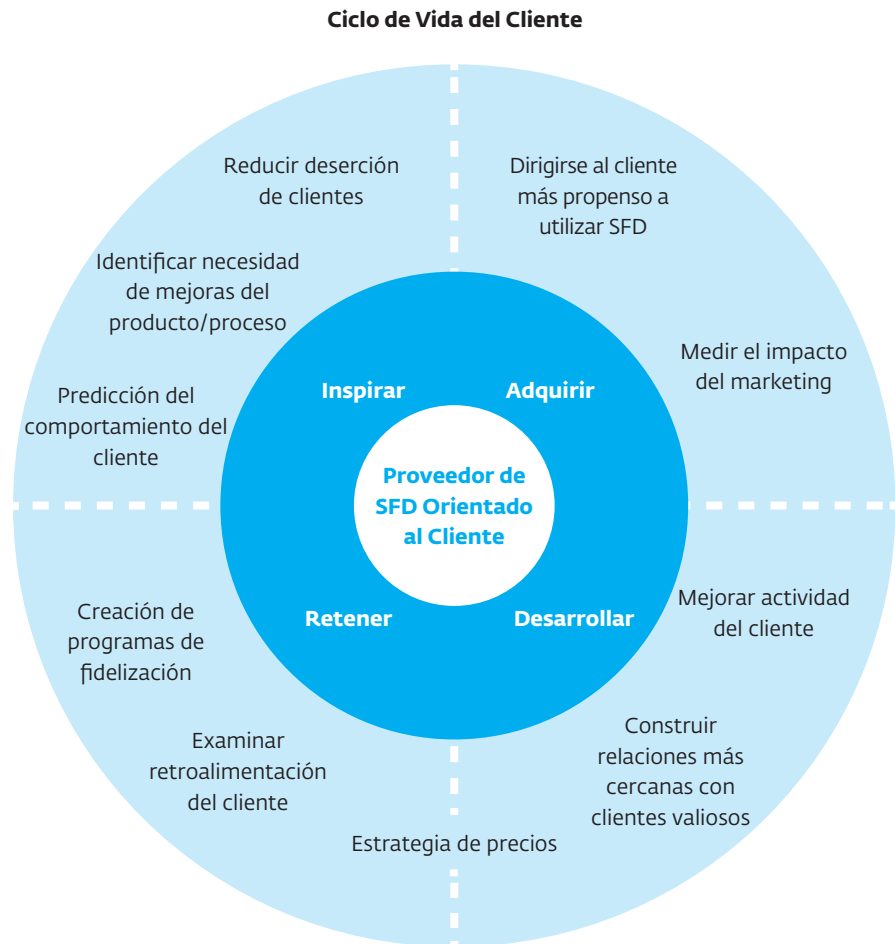 Ciclo de Vida del Cliente
Reducir deserción
de clientes
Dirigirse al cliente
más propenso a
utilizar SFD
Identificar necesidad
de mejoras del
producto/proceso
Medir el impacto
del marketing
Predicción del
comportamiento del
cliente
Inspirar
Adquirir
Proveedor de
SFD Orientado
al Cliente
Retener
Desarrollar
Creación de
programas de
fidelización
Mejorar actividad
del cliente
Examinar
retroalimentación
del cliente
Construir
relaciones más
cercanas con
clientes valiosos
Estrategia de precios